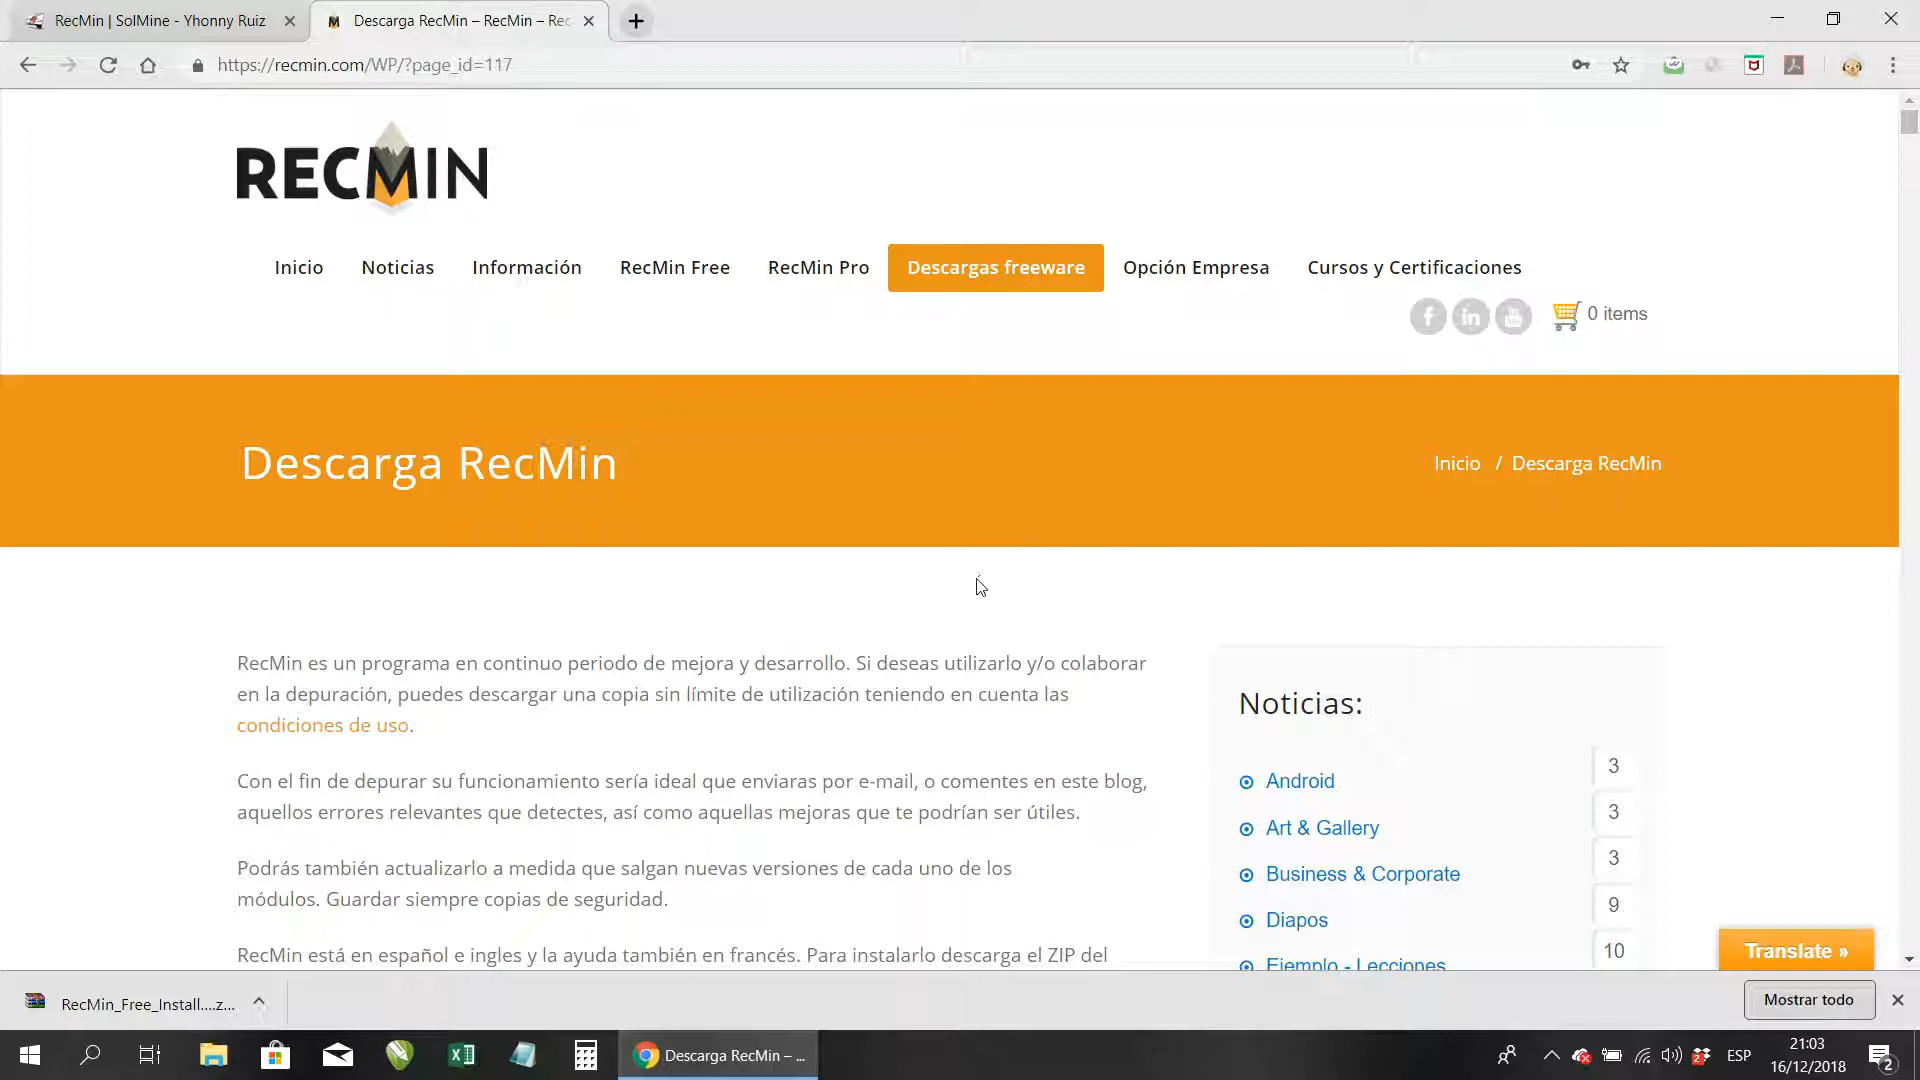 RecMin | SolMine - Yhonny Ruiz
Descarga RecMin – RecMin – Rec
https://recmin.com/WP/?page_id=117
RECMIN
Inicio
Noticias
Información
RecMin Free
RecMin Pro
Descargas freeware
Opción Empresa
Cursos y Certificaciones
0 items
Descarga RecMin
Inicio / Descarga RecMin
RecMin es un programa en continuo periodo de mejora y desarrollo. Si deseas utilizarlo y/o colaborar
en la depuración, puedes descargar una copia sin límite de utilización teniendo en cuenta las
condiciones de uso.
Con el fin de depurar su funcionamiento sería ideal que enviaras por e-mail, o comentes en este blog,
aquellos errores relevantes que detectes, así como aquellas mejoras que te podrían ser útiles.
Podrás también actualizarlo a medida que salgan nuevas versiones de cada uno de los
módulos. Guardar siempre copias de seguridad.
RecMin está en español e ingles y la ayuda también en francés. Para instalarlo descarga el ZIP del
Noticias:
Android 3
Art & Gallery 3
Business & Corporate 3
Diapos 9
Ejemplo - Lecciones 10
Translate »
RecMin_Free_Install....z...
Mostrar todo
Descarga RecMin – ...
ESP
21:03
16/12/2018
2